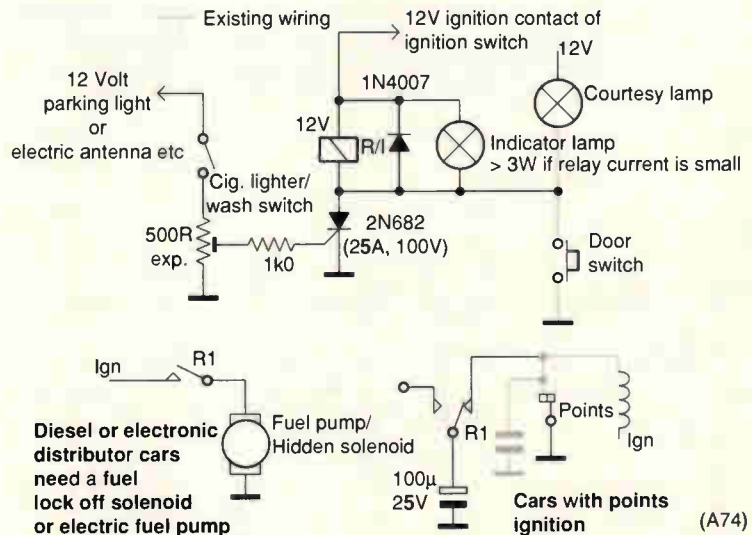 Existing wiring
12V ignition contact of
ignition switch
12V
12 Volt
parking light
or
electric antenna etc
1N4007
Courtesy lamp
12V
R/I
Indicator lamp
> 3W if relay current is small
Cig. lighter/
wash switch
500R
exp.
1k0
2N682
(25A, 100V)
Door
switch
Ign
R1
Fuel pump/
Hidden solenoid
Diesel or electronic
distributor cars
need a fuel
lock off solenoid
or electric fuel pump
R1
Points
Ign
100µ
25V
Cars with points
ignition
(A74)